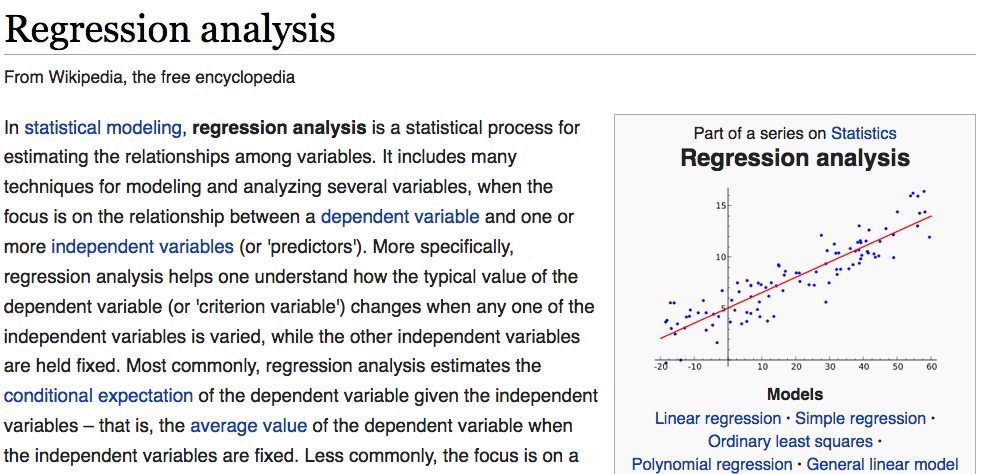 Regression analysis
From Wikipedia, the free encyclopedia
In statistical modeling, regression analysis is a statistical process for
estimating the relationships among variables. It includes many
techniques for modeling and analyzing several variables, when the
focus is on the relationship between a dependent variable and one or
more independent variables (or 'predictors'). More specifically,
regression analysis helps one understand how the typical value of the
dependent variable (or 'criterion variable') changes when any one of the
independent variables is varied, while the other independent variables
are held fixed. Most commonly, regression analysis estimates the
conditional expectation of the dependent variable given the independent
variables – that is, the average value of the dependent variable when
the independent variables are fixed. Less commonly, the focus is on a
Part of a series on Statistics
Regression analysis
15
10
5
-20 -10 10 20 30 40 50 60
Models
Linear regression · Simple regression ·
Ordinary least squares ·
Polynomial regression · General linear model